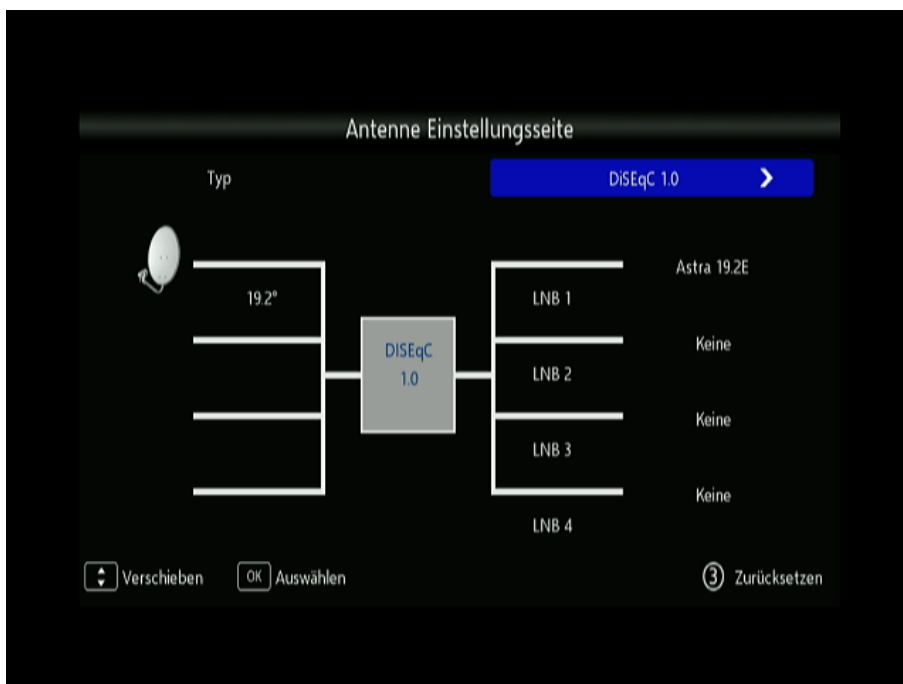 Antenne Einstellungsseite
Typ
DiSEqC 1.0
Astra 19.2E
19.2°
LNB 1
Keine
DISEqC
1.0
LNB 2
Keine
LNB 3
Keine
LNB 4
Verschieben
OK Auswählen
3 Zurücksetzen